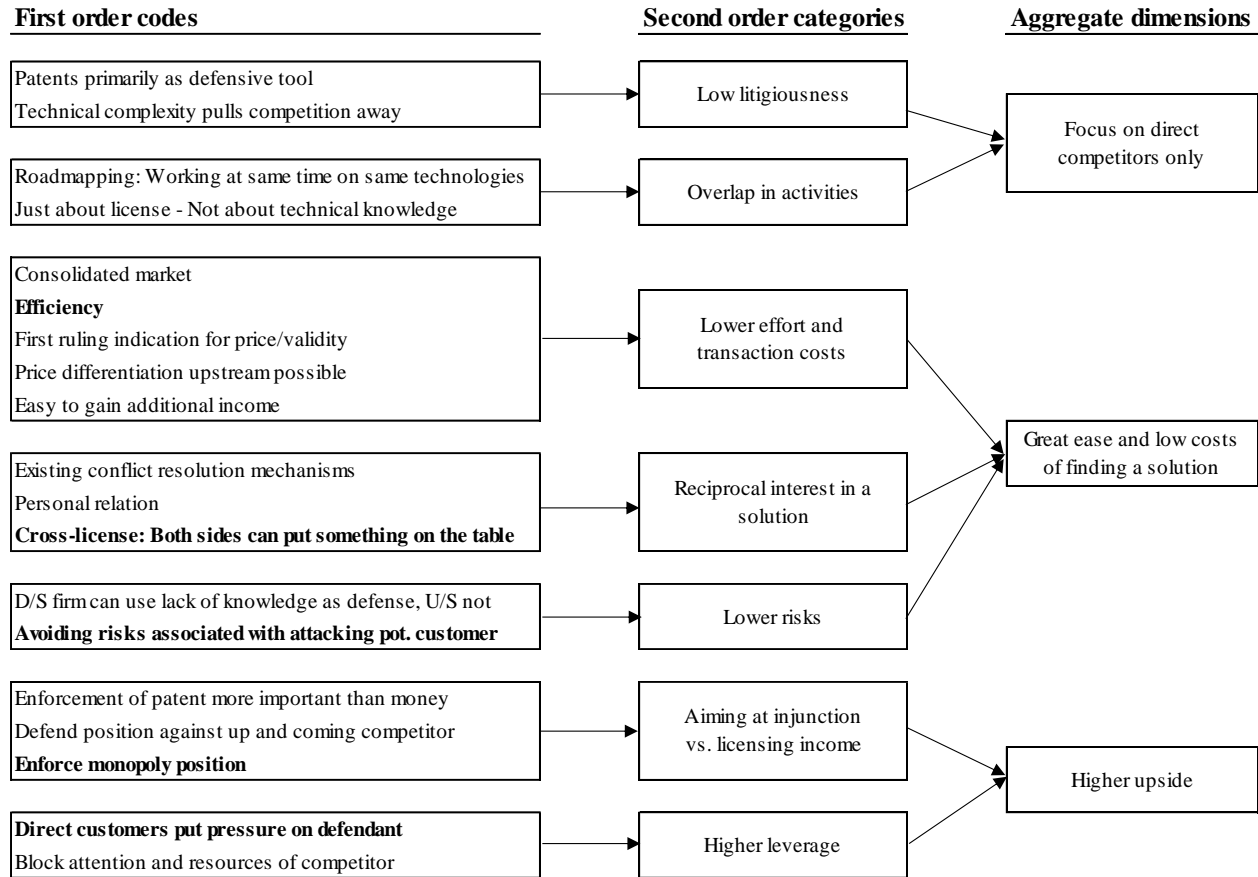 First order codes
Second order categories
Aggregate dimensions
Patents primarily as defensive tool
Technical complexity pulls competition away
Low litigiousness
Focus on direct
competitors only
Roadmapping: Working at same time on same technologies
Just about license - Not about technical knowledge
Overlap in activities
Consolidated market
Efficiency
First ruling indication for price/validity
Price differentiation upstream possible
Easy to gain additional income
Lower effort and
transaction costs
Great ease and low costs
of finding a solution
Existing conflict resolution mechanisms
Personal relation
Cross-license: Both sides can put something on the table
Reciprocal interest in a
solution
D/S firm can use lack of knowledge as defense, U/S not
Avoiding risks associated with attacking pot. customer
Lower risks
Enforcement of patent more important than money
Defend position against up and coming competitor
Enforce monopoly position
Aiming at injunction
vs. licensing income
Higher upside
Direct customers put pressure on defendant
Block attention and resources of competitor
Higher leverage